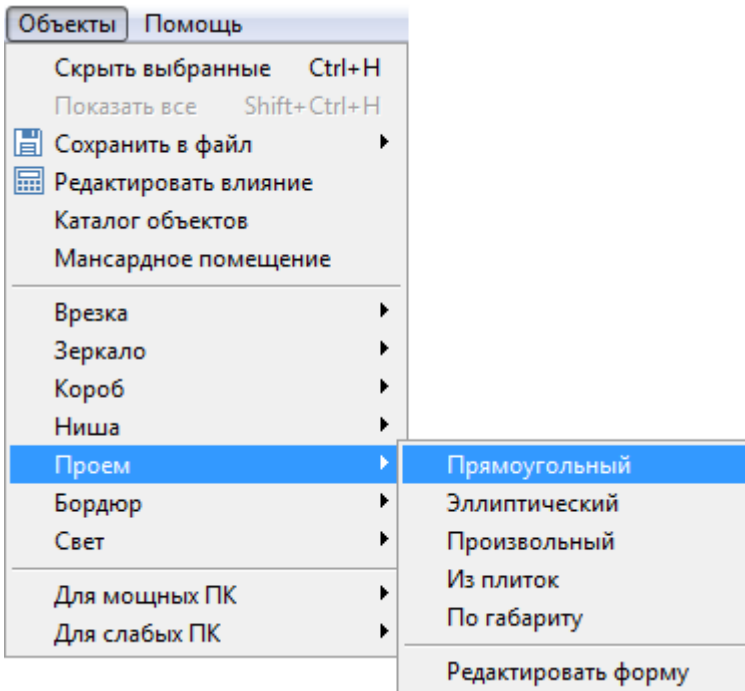 Объекты Помощь
Скрыть выбранные Ctrl+H
Показать все Shift+Ctrl+H
Сохранить в файл
Редактировать влияние
Каталог объектов
Мансардное помещение
Врезка
Зеркало
Короб
Ниша
Проем
Бордюр
Свет
Для мощных ПК
Для слабых ПК
Прямоугольный
Эллиптический
Произвольный
Из плиток
По габариту
Редактировать форму